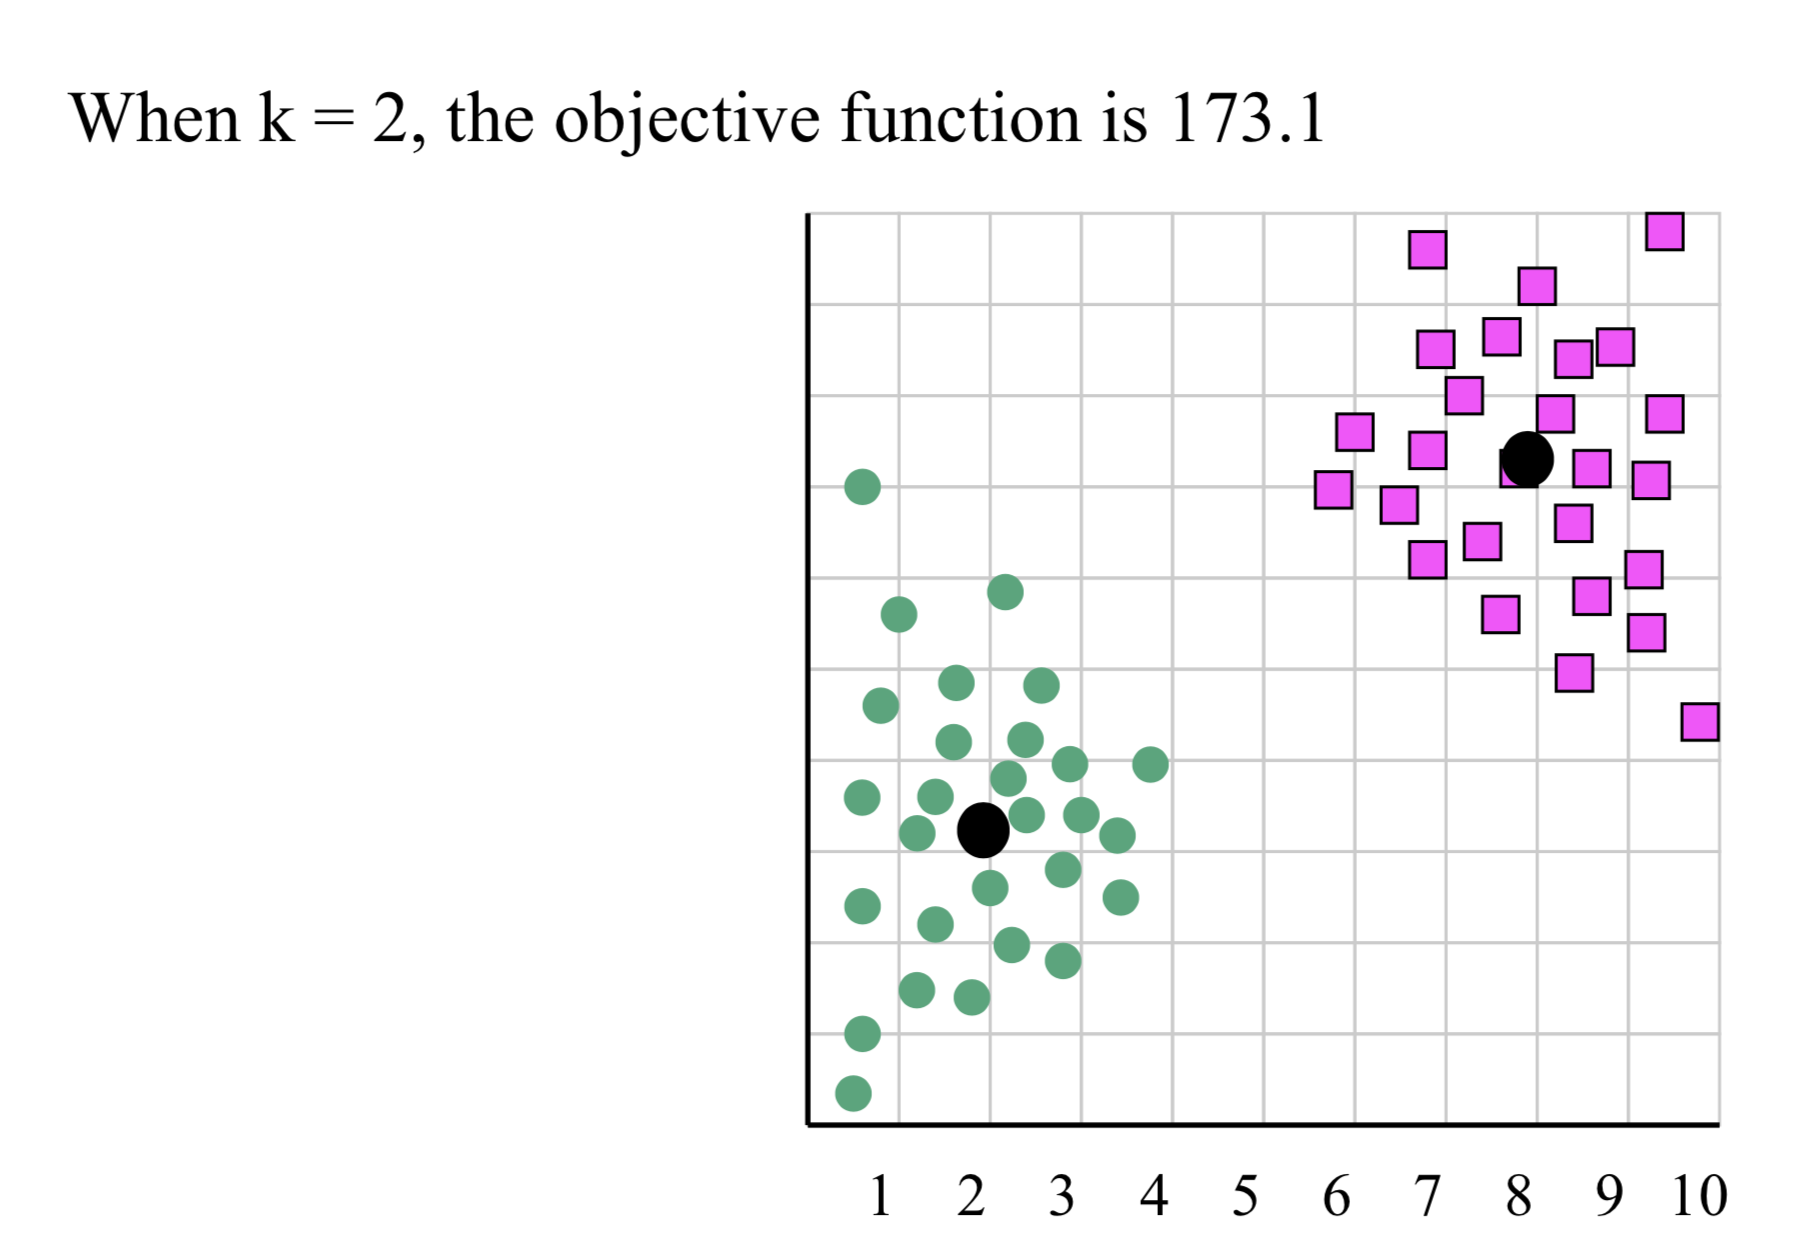 When k = 2, the objective function is 173.1
1 2 3 4 5 6 7 8 9 10